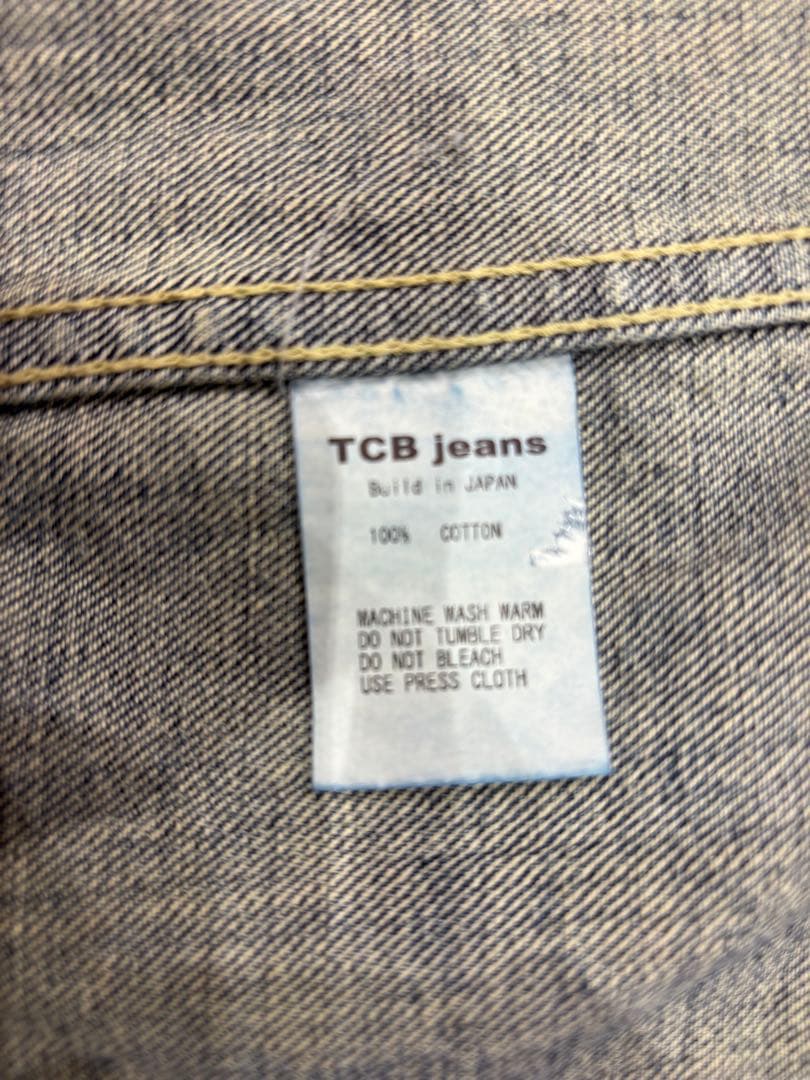 TCB jeans
Build in JAPAN
100% COTTON
MACHINE WASH WARM
DO NOT TUMBLE DRY
DO NOT BLEACH
USE PRESS CLOTH